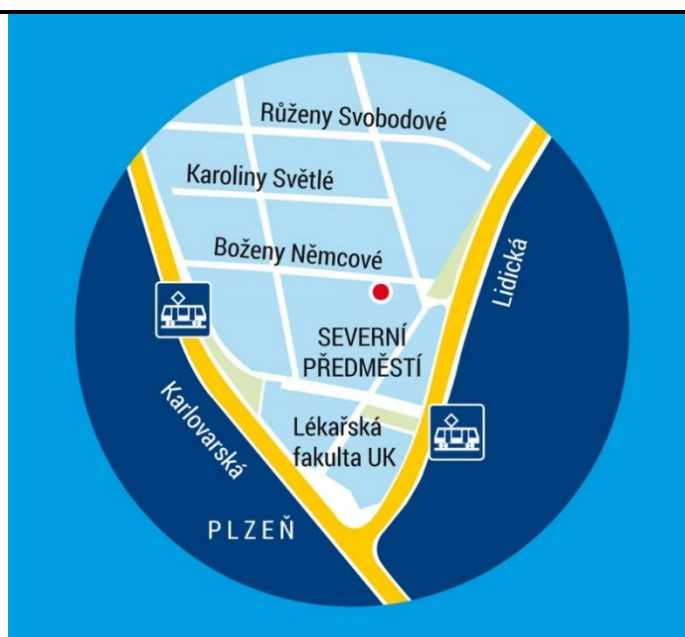 Růženy Svobodové
Karoliny Světlé
Boženy Němcové
Lidická
SEVERNÍ
PŘEDMĚSTÍ
Karlovarská
Lékařská
fakulta UK
PLZEŇ